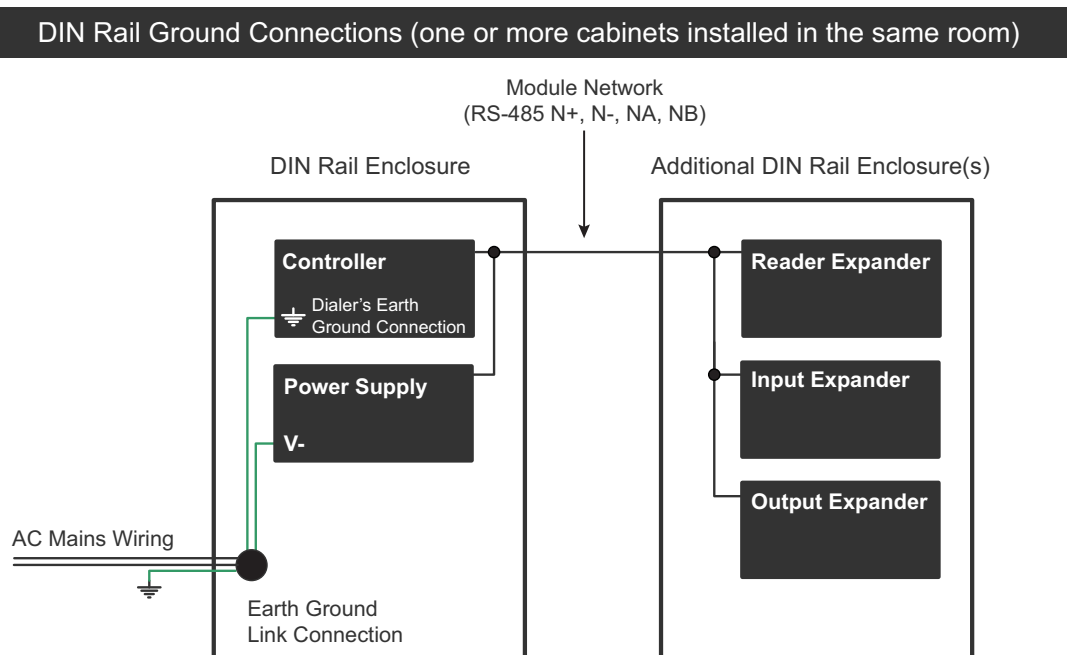 DIN Rail Ground Connections (one or more cabinets installed in the same room)
Module Network
(RS-485 N+, N-, NA, NB)
DIN Rail Enclosure
Additional DIN Rail Enclosure(s)
Controller
Dialer’s Earth
Ground Connection
Power Supply
V-
Reader Expander
Input Expander
Output Expander
AC Mains Wiring
Earth Ground
Link Connection